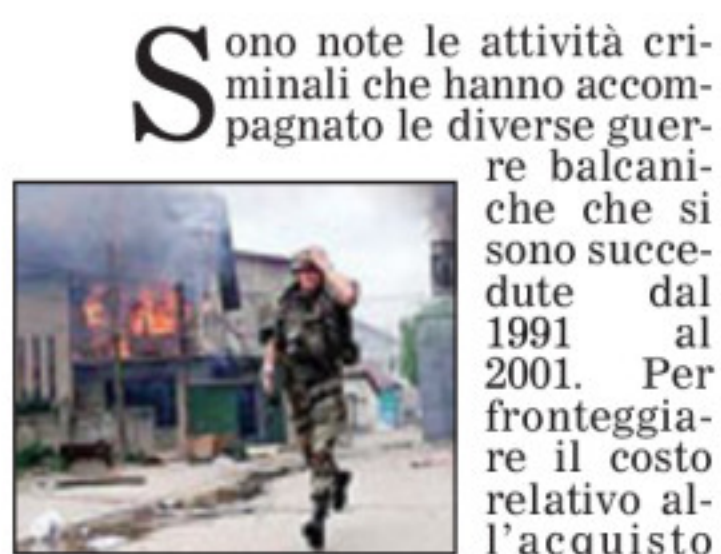 Sono note le attività cri-
minali che hanno accom-
pagnato le diverse guer-
re balcani-
che che si
sono succe-
dute dal
1991 al
2001. Per
fronteggia-
re il costo
relativo al-
l'acquisto